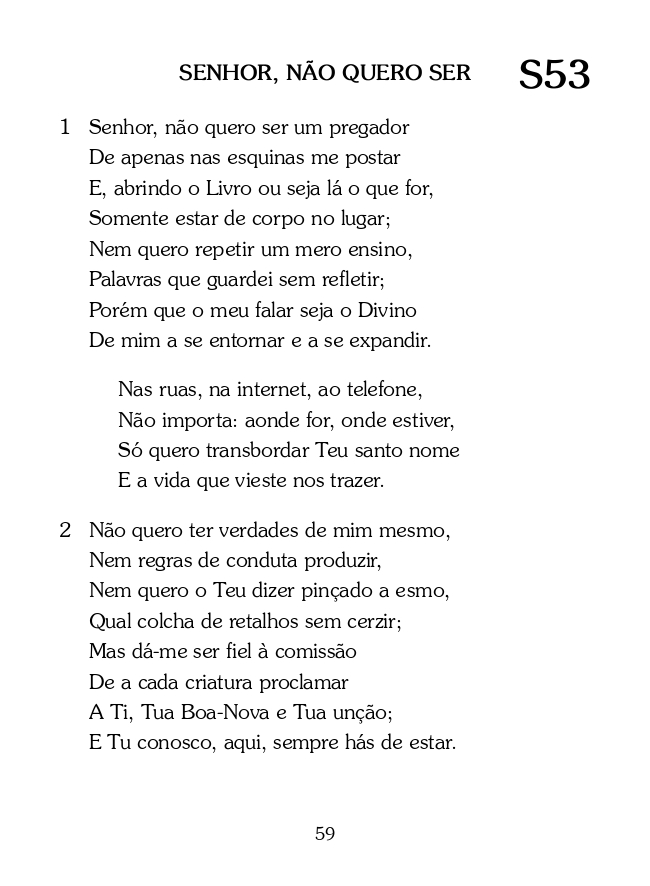 SENHOR, NÃO QUERO SER S53
1 Senhor, não quero ser um pregador
De apenas nas esquinas me postar
E, abrindo o Livro ou seja lá o que for,
Somente estar de corpo no lugar;
Nem quero repetir um mero ensino,
Palavras que guardei sem refletir;
Porém que o meu falar seja o Divino
De mim a se entornar e a se expandir.
Nas ruas, na internet, ao telefone,
Não importa: aonde for, onde estiver,
Só quero transbordar Teu santo nome
E a vida que vieste nos trazer.
2 Não quero ter verdades de mim mesmo,
Nem regras de conduta produzir,
Nem quero o Teu dizer pinçado a esmo,
Qual colcha de retalhos sem cerzir;
Mas dá-me ser fiel à comissão
De a cada criatura proclamar
A Ti, Tua Boa-Nova e Tua unção;
E Tu conosco, aqui, sempre hás de estar.
59